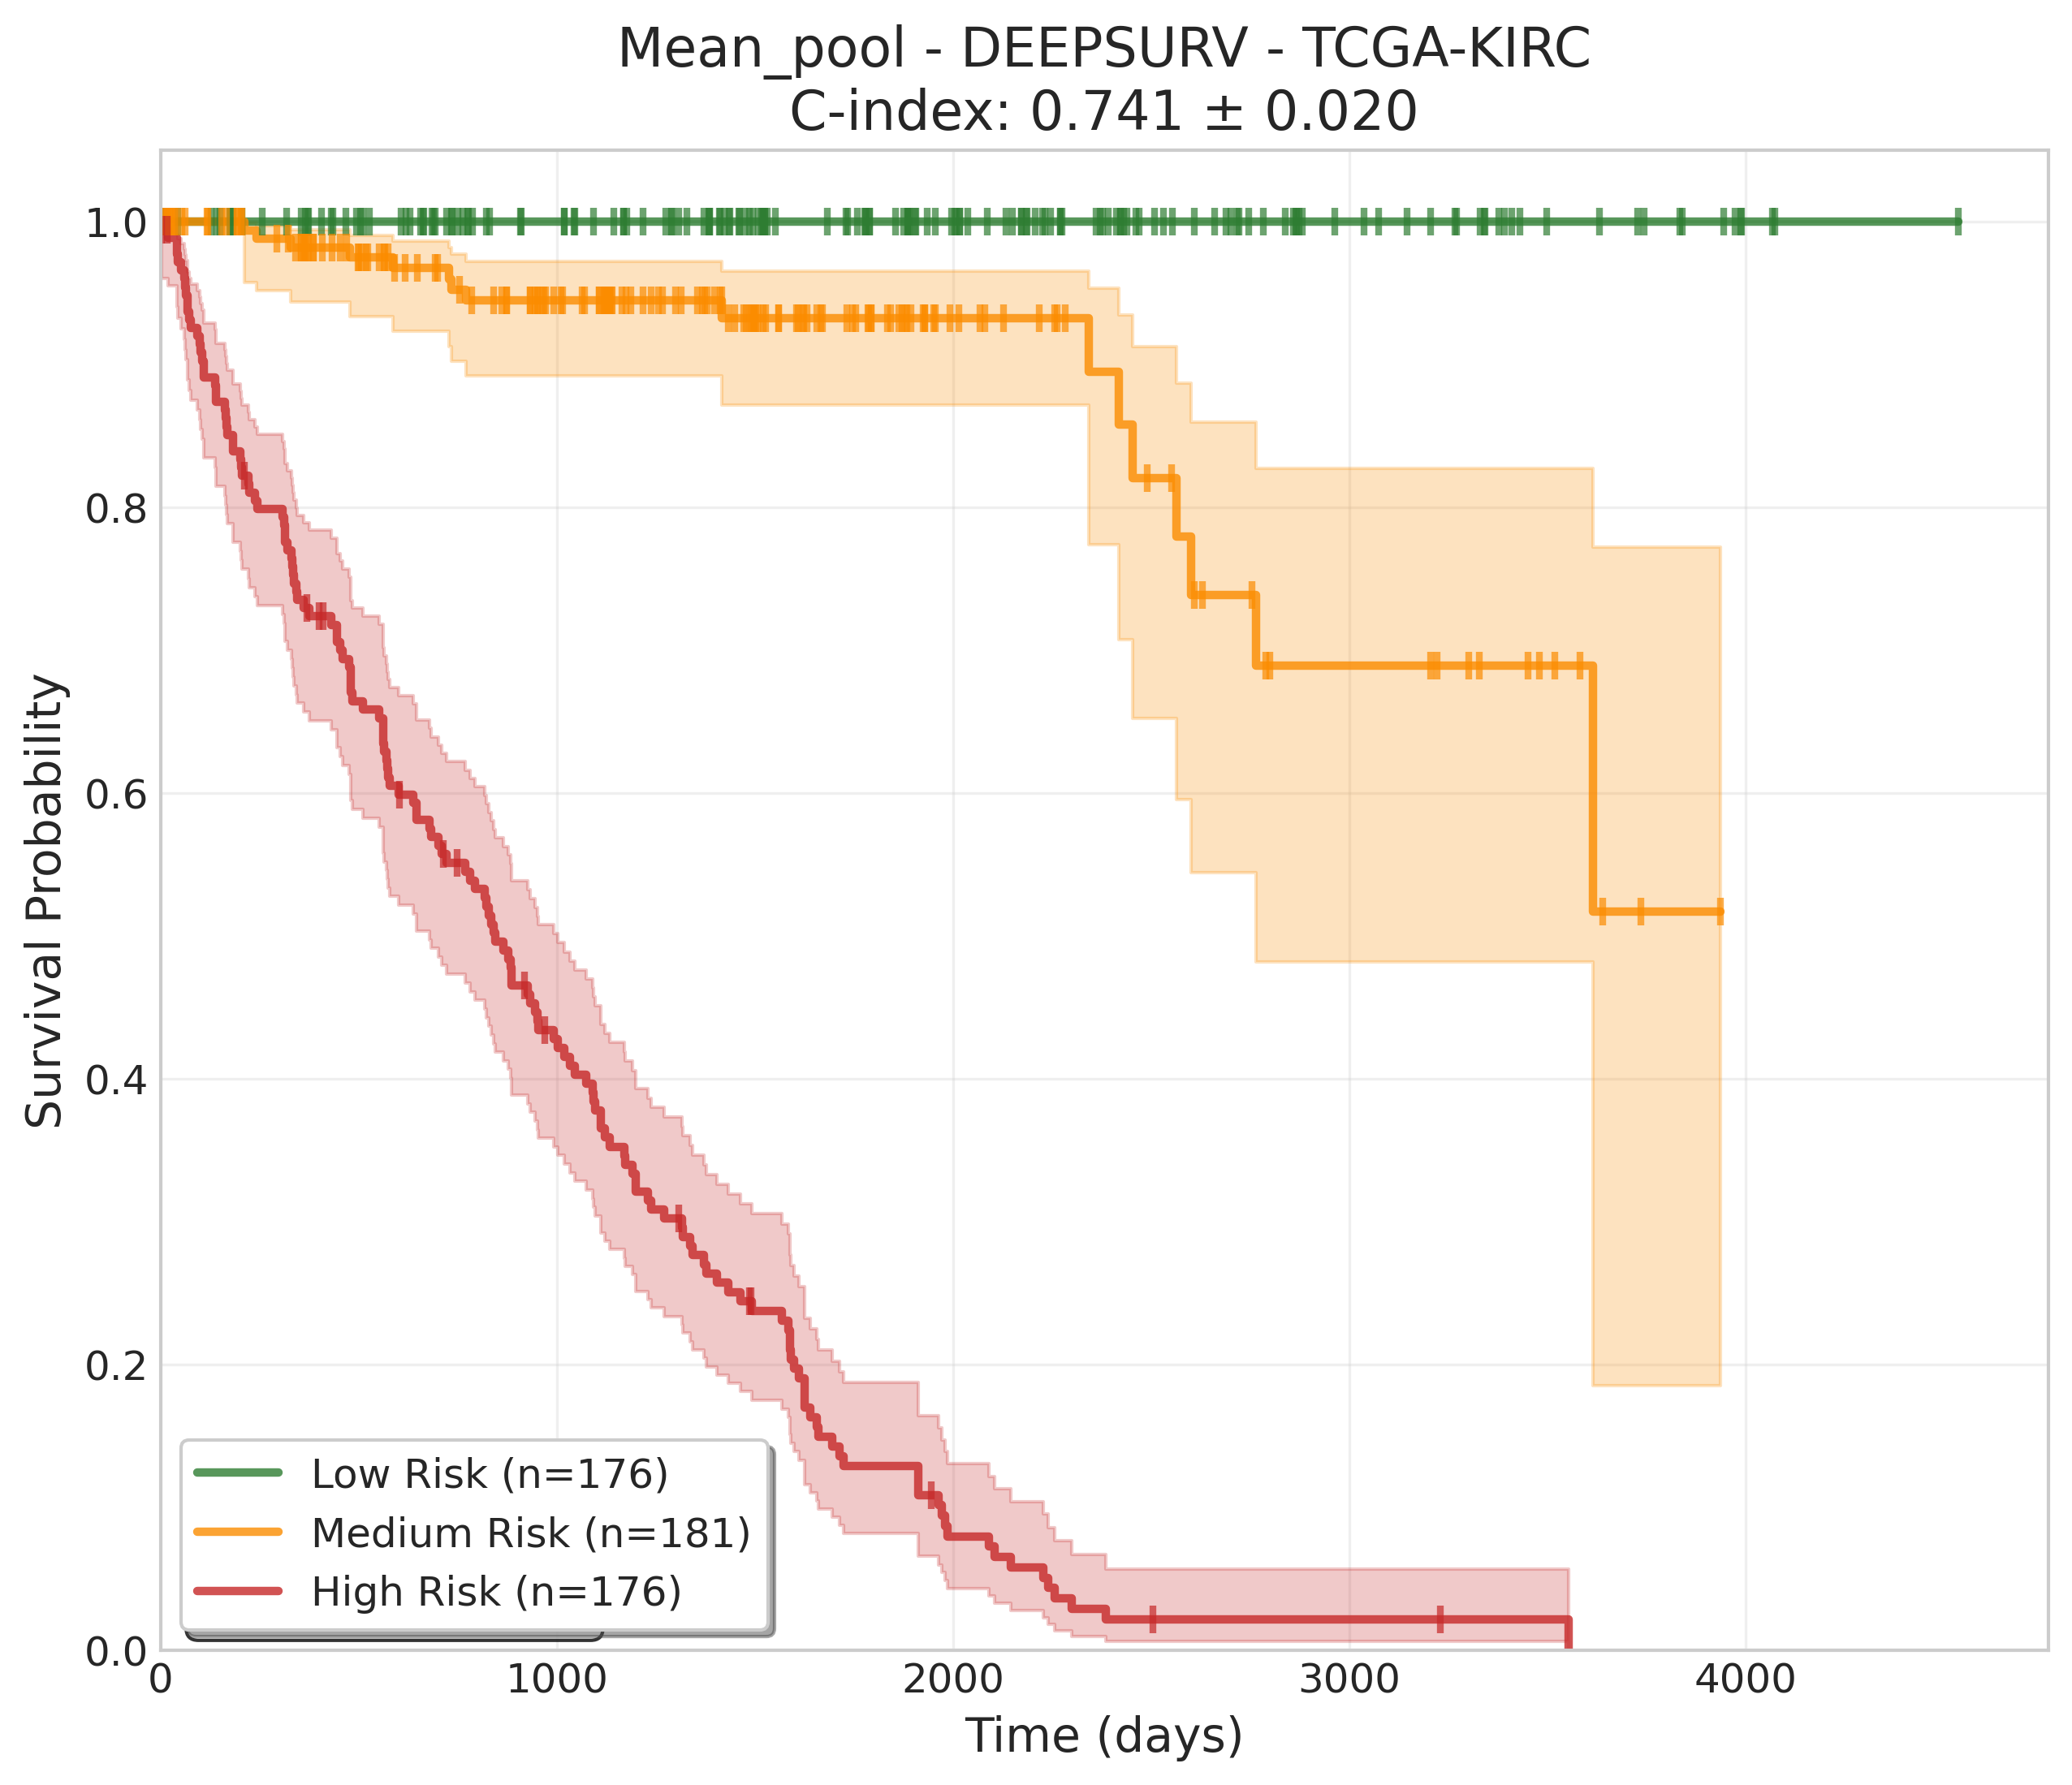 Mean_pool - DEEPSURV - TCGA-KIRC
C-index: 0.741 ± 0.020
Survival Probability
1.0
0.8
0.6
0.4
0.2
0.0
Low Risk (n=176)
Medium Risk (n=181)
High Risk (n=176)
0 1000 2000 3000 4000
Time (days)